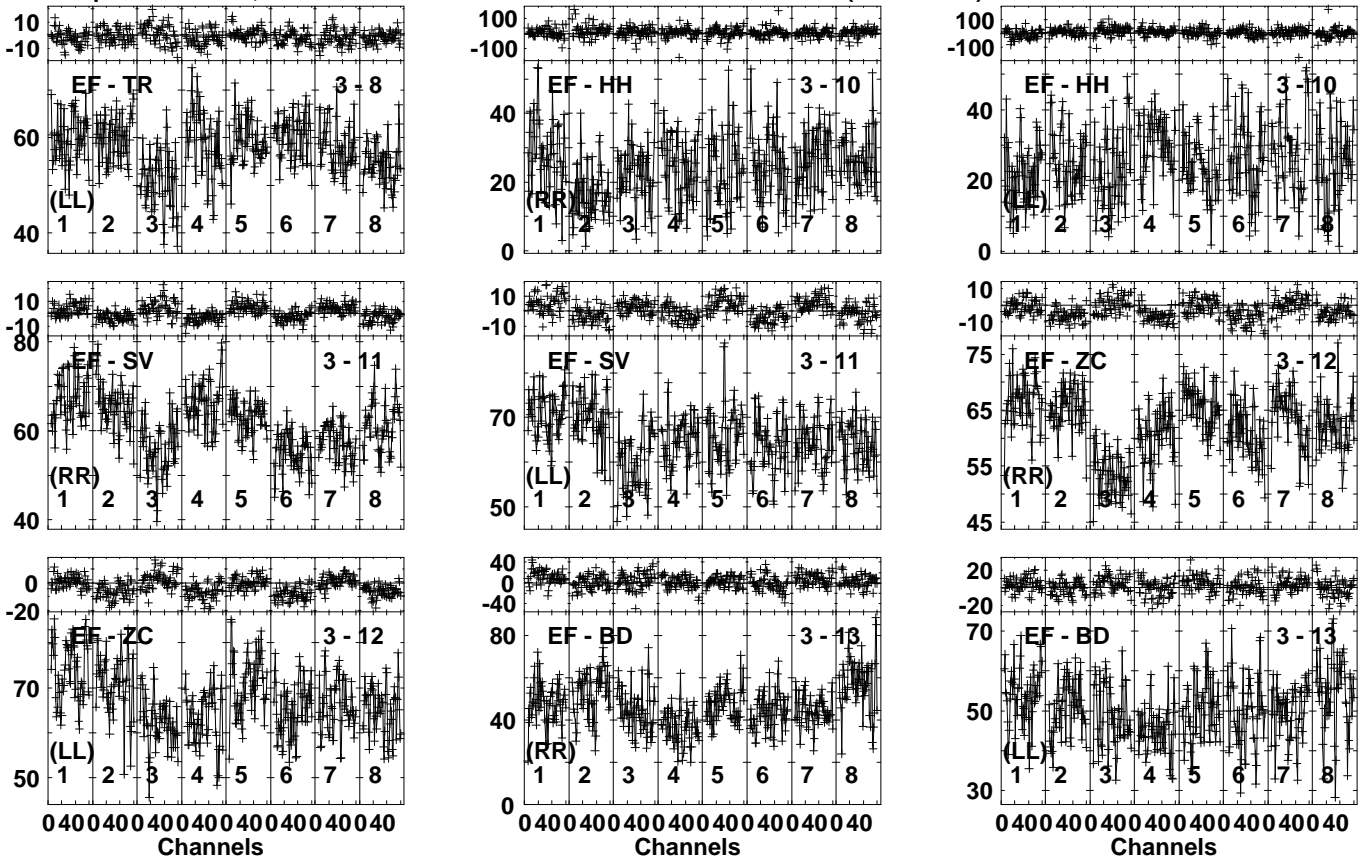 10 100 100
-10 -100 -100
EF - TR 3 - 8 EF - HH 3 - 10 EF - HH 3 - 10
60 40 40
20 20
(LL) (RR) (LL)
1 2 3 4 5 6 7 8 1 2 3 4 5 6 7 8 1 2 3 4 5 6 7 8
40 0 0
10 10 10
-10 -10 -10
80 EF - SV 3 - 11 EF - SV 3 - 11 75 EF - ZC 3 - 12
60 70 65
55
(RR) (LL) (RR)
1 2 3 4 5 6 7 8 1 2 3 4 5 6 7 8 1 2 3 4 5 6 7 8
40 50 45
0 40 20
-20 0 -20
-40
EF - ZC 3 - 12 80 EF - BD 3 - 13 70 EF - BD 3 - 13
70 40 50
(LL) (RR) (LL)
1 2 3 4 5 6 7 8 1 2 3 4 5 6 7 8 1 2 3 4 5 6 7 8
50 0 30
0 40 0 40 0 40 0 40 0 40 0 40 0 40 0 40 0 40 0 40 0 40 0 40 0 40 0 40 0 40 0 40 0 40 0 40 0 40 0 40 0 40 0 40 0 40 0 40
Channels Channels Channels